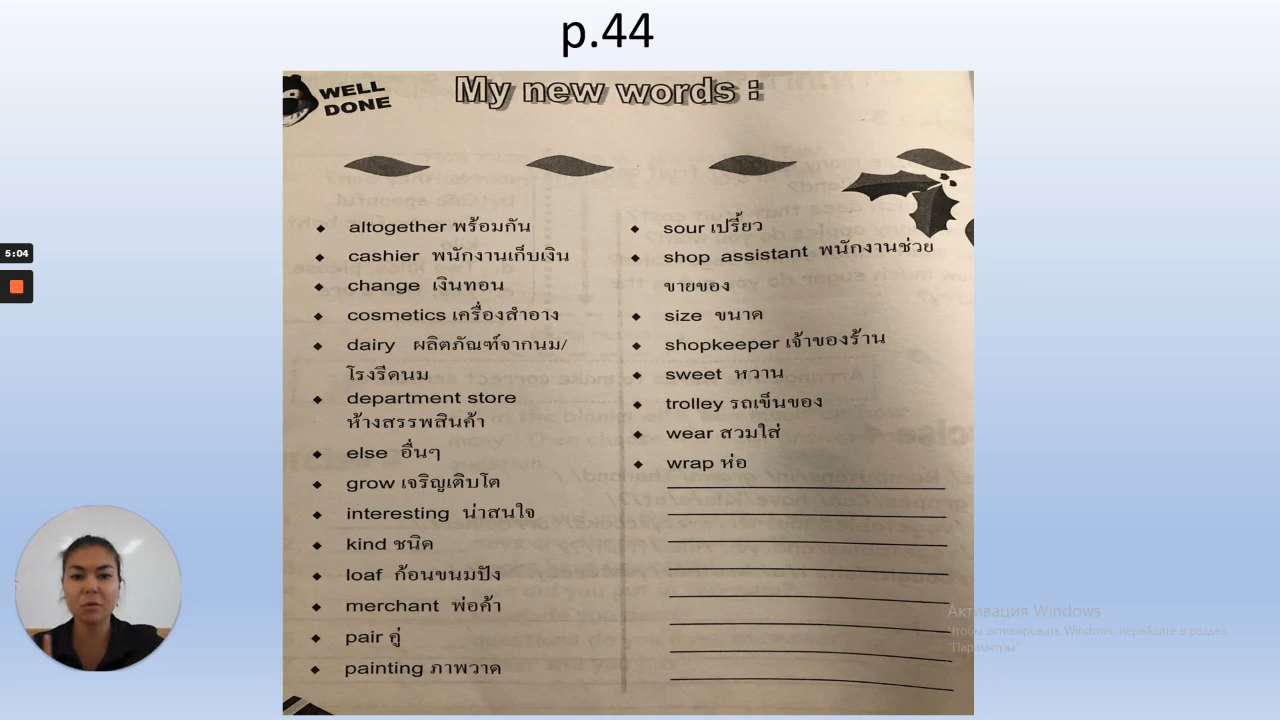 p.44
WELL
DONE
My new words :
altogether พร้อมกัน
cashier พนักงานเก็บเงิน
change เงินทอน
cosmetics เครื่องสำอาง
dairy ผลิตภัณฑ์จากนม/
โรงรีดนม
department store
ห้างสรรพสินค้า
else อื่นๆ
grow เจริญเติบโต
interesting น่าสนใจ
kind ชนิด
loaf ก้อนขนมปัง
merchant พ่อค้า
pair คู่
painting ภาพวาด
sour เปรี้ยว
shop assistant พนักงานช่วย
ขายของ
size ขนาด
shopkeeper เจ้าของร้าน
sweet หวาน
trolley รถเข็นของ
wear สวมใส่
wrap ห่อ
5:04
Активация Windows
Чтобы активировать Windows, перейдите в раздел
"Параметры".